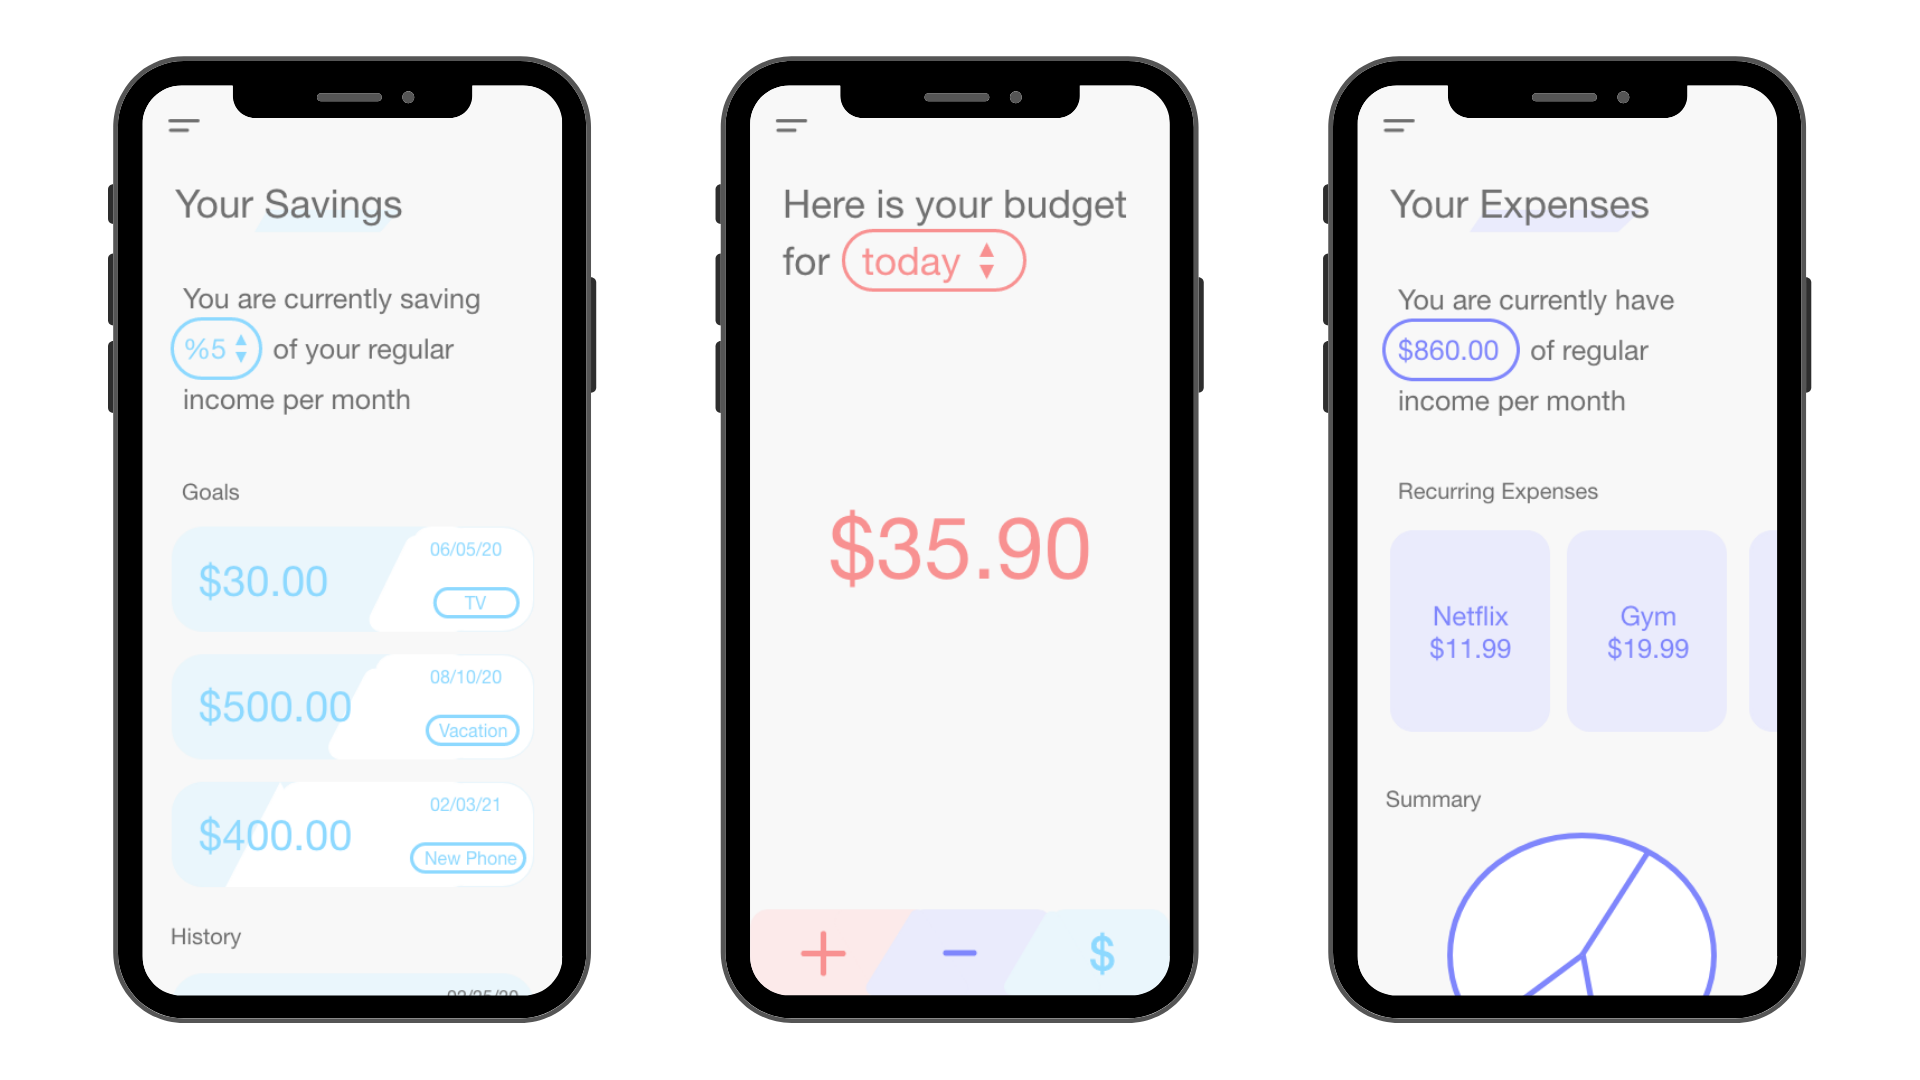 Your Savings
You are currently saving
%5 of your regular
income per month
Goals
$30.00
06/05/20
TV
$500.00
08/10/20
Vacation
$400.00
02/03/21
New Phone
History
Here is your budget
for today
$35.90
$
Your Expenses
You are currently have
$860.00 of regular
income per month
Recurring Expenses
Netflix
$11.99
Gym
$19.99
Summary